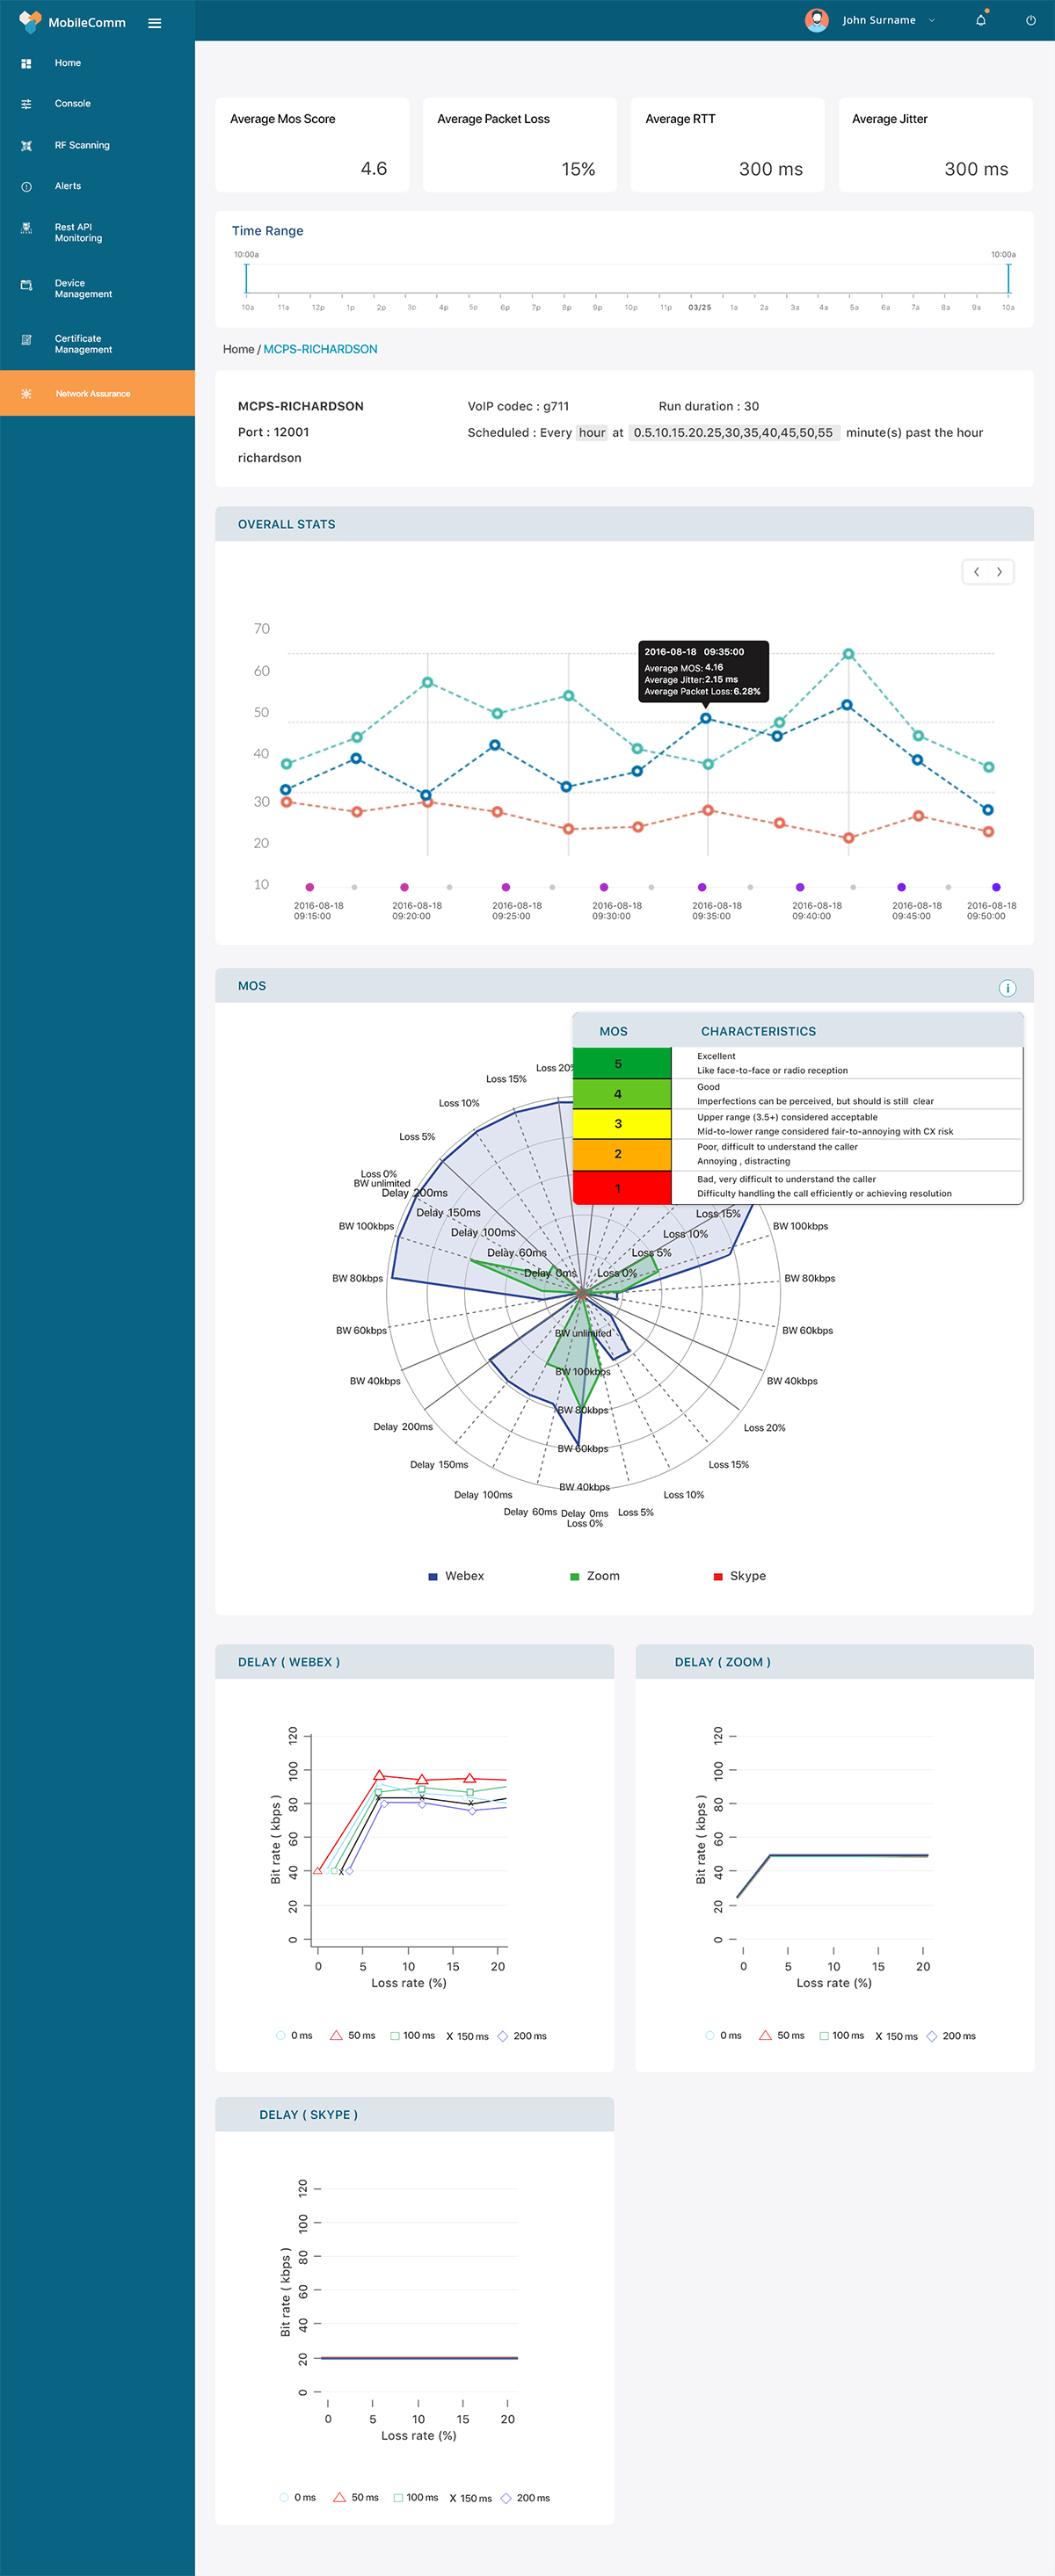 MobileComm
John Surname
Home
Console
RF Scanning
Alerts
Rest API
Monitoring
Device
Management
Certificate
Management
Network Assurance
Average Mos Score
4.6
Average Packet Loss
15%
Average RTT
300 ms
Average Jitter
300 ms
Time Range
10:00a
10:00a
10a 11a 12p 1p 2p 3p 4p 5p 6p 7p 8p 9p 10p 11p 03/25 1a 2a 3a 4a 5a 6a 7a 8a 9a 10a
Home / MCPS-RICHARDSON
MCPS-RICHARDSON
VoIP codec : g711
Run duration : 30
Port : 12001
Scheduled : Every hour at 0.5.10.15.20.25,30,35,40,45,50,55 minute(s) past the hour
richardson
OVERALL STATS
70
60
50
40
30
20
10
2016-08-18 09:35:00
Average MOS: 4.16
Average Jitter:2.15 ms
Average Packet Loss:6.28%
2016-08-18
09:15:00
2016-08-18
09:20:00
2016-08-18
09:25:00
2016-08-18
09:30:00
2016-08-18
09:35:00
2016-08-18
09:40:00
2016-08-18
09:45:00
2016-08-18
09:50:00
MOS
i
MOS CHARACTERISTICS
5
Excellent
Like face-to-face or radio reception
4
Good
Imperfections can be perceived, but should is still clear
3
Upper range (3.5+) considered acceptable
Mid-to-lower range considered fair-to-annoying with CX risk
2
Poor, difficult to understand the caller
Annoying , distracting
1
Bad, very difficult to understand the caller
Difficulty handling the call efficiently or achieving resolution
Loss 20%
Loss 15%
Loss 10%
Loss 5%
Loss 0%
BW unlimited
Delay 200ms
Delay 150ms
Delay 100ms
Delay 60ms
Delay 0ms
Loss 15%
Loss 10%
Loss 5%
Loss 0%
BW 100kbps
BW 80kbps
BW 60kbps
BW 40kbps
BW 100kbps
BW 80kbps
BW 60kbps
BW 40kbps
BW unlimited
BW 100kbps
BW 80kbps
BW 60kbps
BW 40kbps
Delay 200ms
Delay 150ms
Delay 100ms
Delay 60ms
Delay 0ms
Loss 0%
Loss 5%
Loss 10%
Loss 15%
Loss 20%
Webex
Zoom
Skype
DELAY ( WEBEX )
Bit rate ( kbps )
120
100
80
60
40
20
0
0 5 10 15 20
Loss rate (%)
0 ms 50 ms 100 ms X 150 ms 200 ms
DELAY ( ZOOM )
Bit rate ( kbps )
120
100
80
60
40
20
0
0 5 10 15 20
Loss rate (%)
0 ms 50 ms 100 ms X 150 ms 200 ms
DELAY ( SKYPE )
Bit rate ( kbps )
120
100
80
60
40
20
0
0 5 10 15 20
Loss rate (%)
0 ms 50 ms 100 ms X 150 ms 200 ms